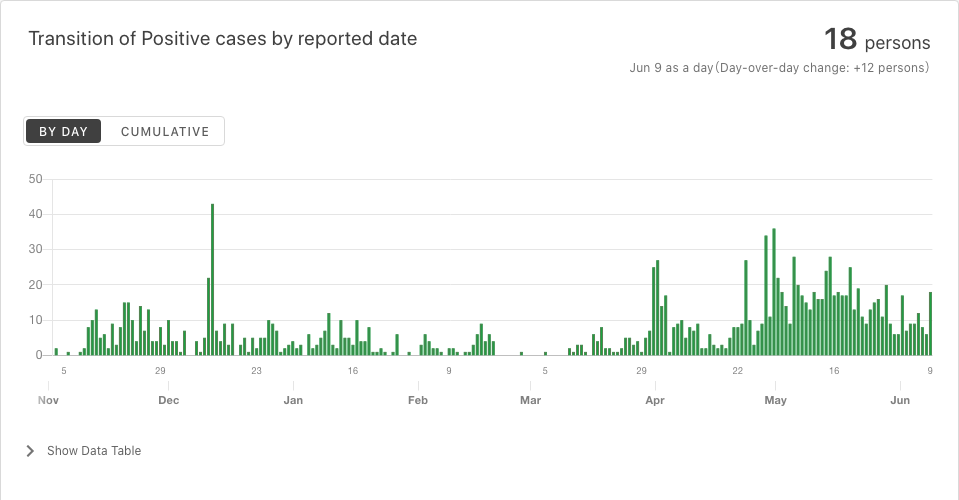 Transition of Positive cases by reported date
18 persons
Jun 9 as a day(Day-over-day change: +12 persons)
BY DAY CUMULATIVE
50
40
30
20
10
0
5 29 23 16 9 5 29 22 16 9
Nov Dec Jan Feb Mar Apr May Jun
Show Data Table